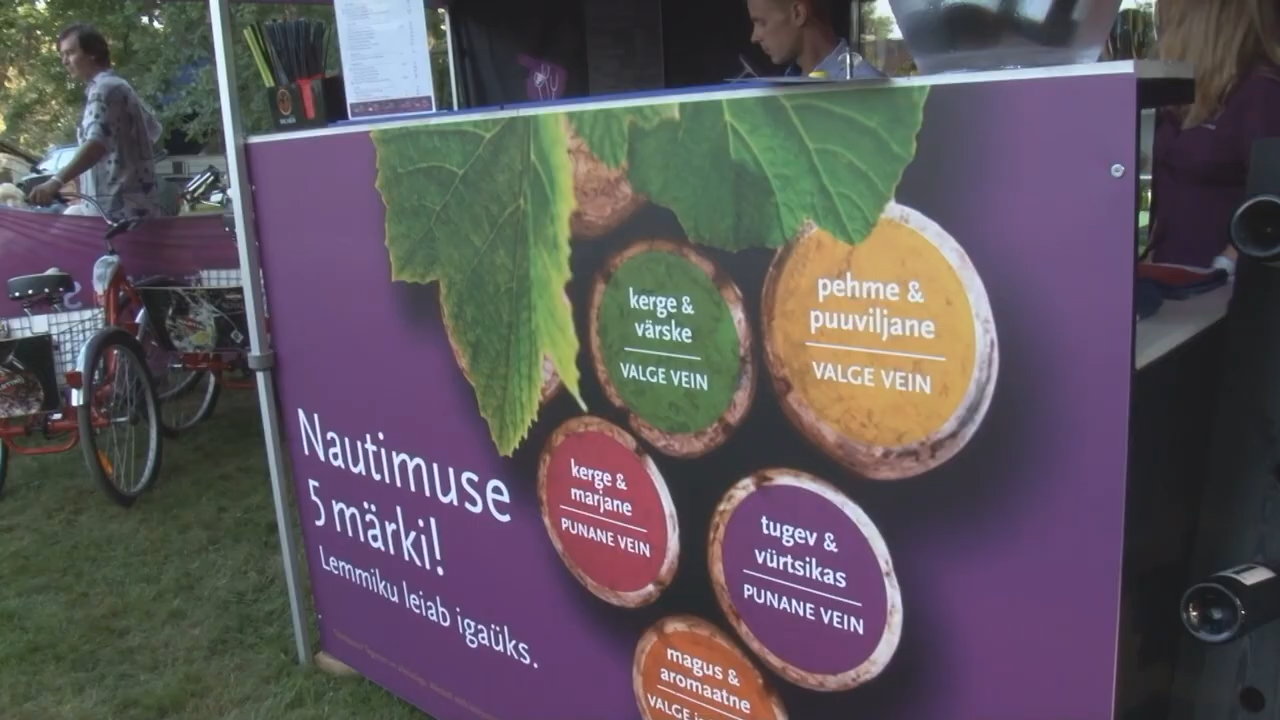 kerge &
värske
VALGE VEIN
pehme &
puuviljane
VALGE VEIN
kerge &
marjane
PUNANE VEIN
tugev &
vürtsikas
PUNANE VEIN
magus &
aromaatne
VALGE
Nautimuse
5 märki!
Lemmiku leiab igaüks.